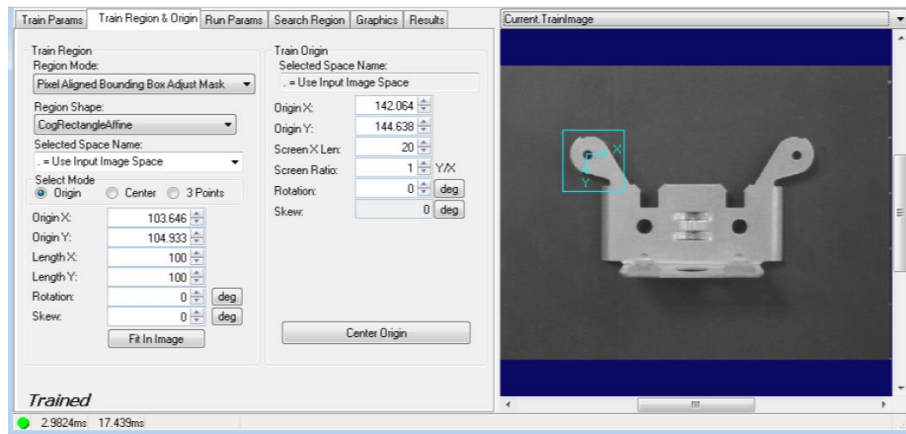 Train Params Train Region & Origin Run Params Search Region Graphics Results
Current.TrainImage
Train Region
Region Mode:
Pixel Aligned Bounding Box Adjust Mask
Region Shape:
CogRectangleAffine
Selected Space Name:
. = Use Input Image Space
Select Mode
Origin Center 3 Points
Origin X: 103.646
Origin Y: 104.933
Length X: 100
Length Y: 100
Rotation: 0 deg
Skew: 0 deg
Fit In Image
Train Origin
Selected Space Name:
. = Use Input Image Space
Origin X: 142.064
Origin Y: 144.638
Screen X Len: 20
Screen Ratio: 1 Y/X
Rotation: 0 deg
Skew: 0 deg
Center Origin
X
Y
Trained
2.9824ms 17.439ms